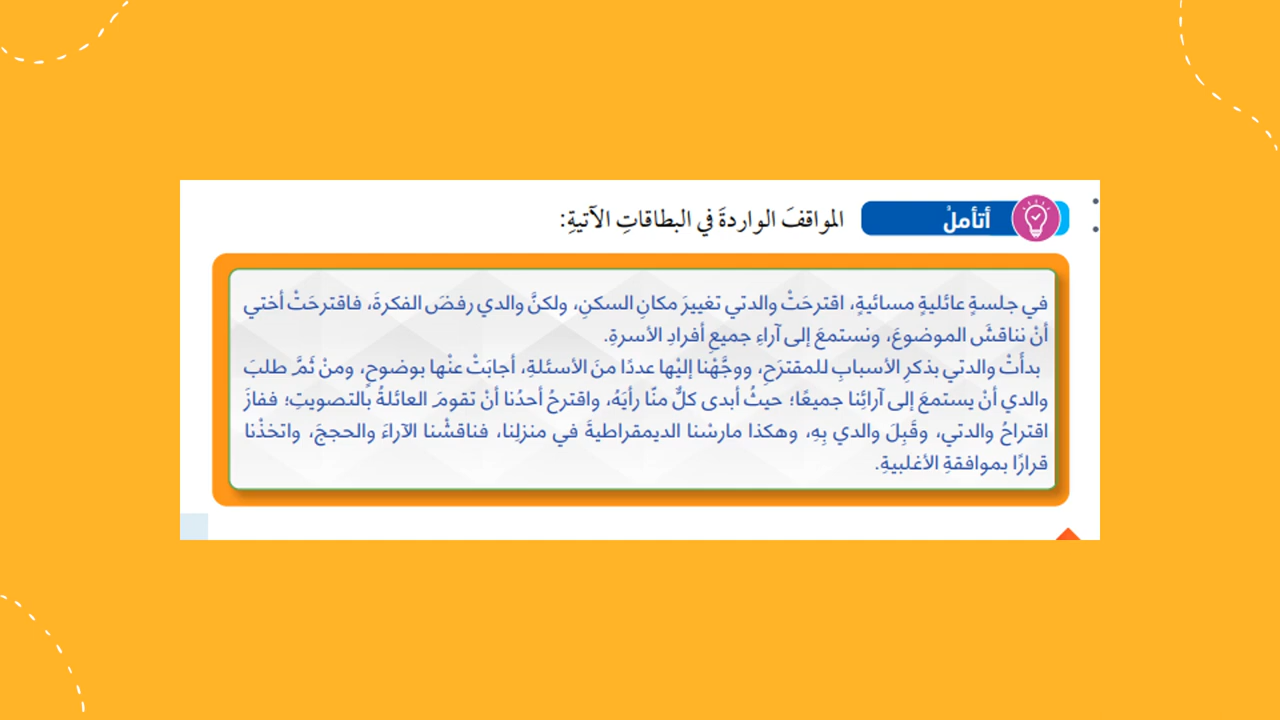 أتأملُ المواقفَ الواردةَ في البطاقاتِ الآتيةِ:
في جلسةٍ عائليةٍ مسائيةٍ، اقترحَتْ والدتي تغييرَ مكانِ السكنِ، ولكنَّ والدي رفضَ الفكرةَ، فاقترحَتْ أختي
أنْ نناقشَ الموضوعَ، ونستمعَ إلى آراءِ جميعِ أفرادِ الأسرةِ.
بدأَتْ والدتي بذكرِ الأسبابِ للمقترَحِ، ووجَّهْنا إليْها عددًا منَ الأسئلةِ، أجابَتْ عنْها بوضوحٍ، ومنْ ثَمَّ طلبَ
والدي أنْ يستمعَ إلى آرائِنا جميعًا؛ حيثُ أبدى كلٌّ منّا رأيَهُ، واقترحُ أحدُنا أنْ تقومَ العائلةُ بالتصويتِ؛ ففازَ
اقتراحُ والدتي، وقَبِلَ والدي بِهِ، وهكذا مارسْنا الديمقراطيةَ في منزلِنا، فناقشْنا الآراءَ والحججَ، واتخذْنا
قرارًا بموافقةِ الأغلبيةِ.